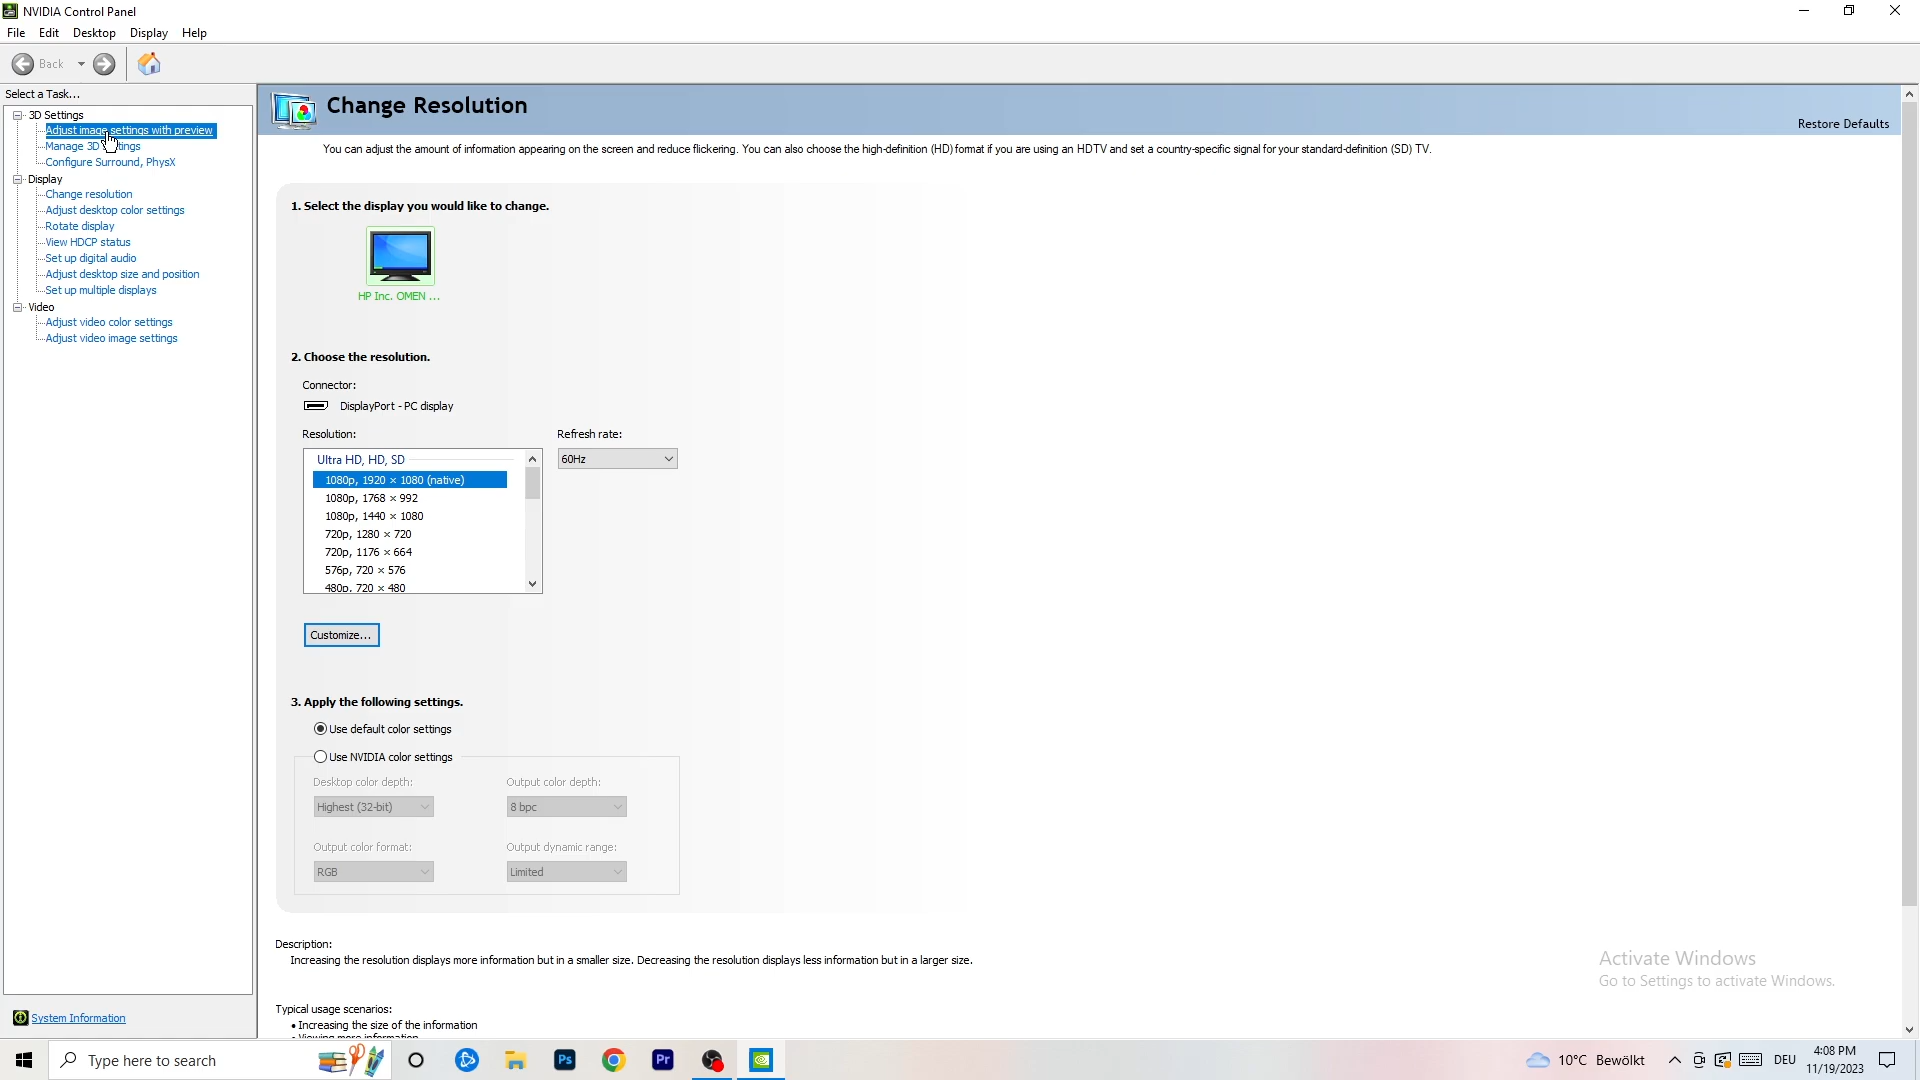 NVIDIA Control Panel
File Edit Desktop Display Help
Back
Select a Task...
3D Settings
Adjust image settings with preview
Manage 3D Settings
Configure Surround, PhysX
Display
Change resolution
Adjust desktop color settings
Rotate display
View HDCP status
Set up digital audio
Adjust desktop size and position
Set up multiple displays
Video
Adjust video color settings
Adjust video image settings
System Information
Change Resolution
Restore Defaults
You can adjust the amount of information appearing on the screen and reduce flickering. You can also choose the high-definition (HD) format if you are using an HDTV and set a country-specific signal for your standard-definition (SD) TV.
1. Select the display you would like to change.
HP Inc. OMEN ...
2. Choose the resolution.
Connector:
DisplayPort - PC display
Resolution:
Refresh rate:
Ultra HD, HD, SD
60Hz
1080p, 1920 × 1080 (native)
1080p, 1768 × 992
1080p, 1440 × 1080
720p, 1280 × 720
720p, 1176 × 664
576p, 720 × 576
480p, 720 × 480
Customize...
3. Apply the following settings.
Use default color settings
Use NVIDIA color settings
Desktop color depth:
Output color depth:
Highest (32-bit)
8 bpc
Output color format:
Output dynamic range:
RGB
Limited
Description:
Increasing the resolution displays more information but in a smaller size. Decreasing the resolution displays less information but in a larger size.
Typical usage scenarios:
• Increasing the size of the information
• Viewing more information
Activate Windows
Go to Settings to activate Windows.
Type here to search
Ps
Pr
10°C Bewölkt
DEU
4:08 PM
11/19/2023